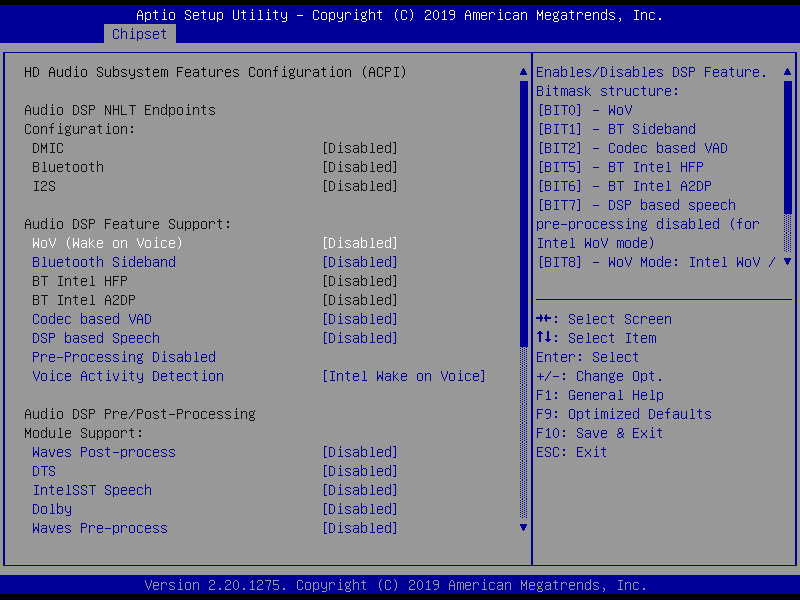 Aptio Setup Utility – Copyright (C) 2019 American Megatrends, Inc.
Chipset
HD Audio Subsystem Features Configuration (ACPI)
Audio DSP NHLT Endpoints
Configuration:
DMIC [Disabled]
Bluetooth [Disabled]
I2S [Disabled]
Audio DSP Feature Support:
WoV (Wake on Voice) [Disabled]
Bluetooth Sideband [Disabled]
BT Intel HFP [Disabled]
BT Intel A2DP [Disabled]
Codec based VAD [Disabled]
DSP based Speech [Disabled]
Pre-Processing Disabled
Voice Activity Detection [Intel Wake on Voice]
Audio DSP Pre/Post-Processing
Module Support:
Waves Post-process [Disabled]
DTS [Disabled]
IntelSST Speech [Disabled]
Dolby [Disabled]
Waves Pre-process [Disabled]
Enables/Disables DSP Feature.
Bitmask structure:
[BIT0] - WoV
[BIT1] - BT Sideband
[BIT2] - Codec based VAD
[BIT5] - BT Intel HFP
[BIT6] - BT Intel A2DP
[BIT7] - DSP based speech
pre-processing disabled (for
Intel WoV mode)
[BIT8] - WoV Mode: Intel WoV /
→←: Select Screen
↑↓: Select Item
Enter: Select
+/-: Change Opt.
F1: General Help
F9: Optimized Defaults
F10: Save & Exit
ESC: Exit
Version 2.20.1275. Copyright (C) 2019 American Megatrends, Inc.